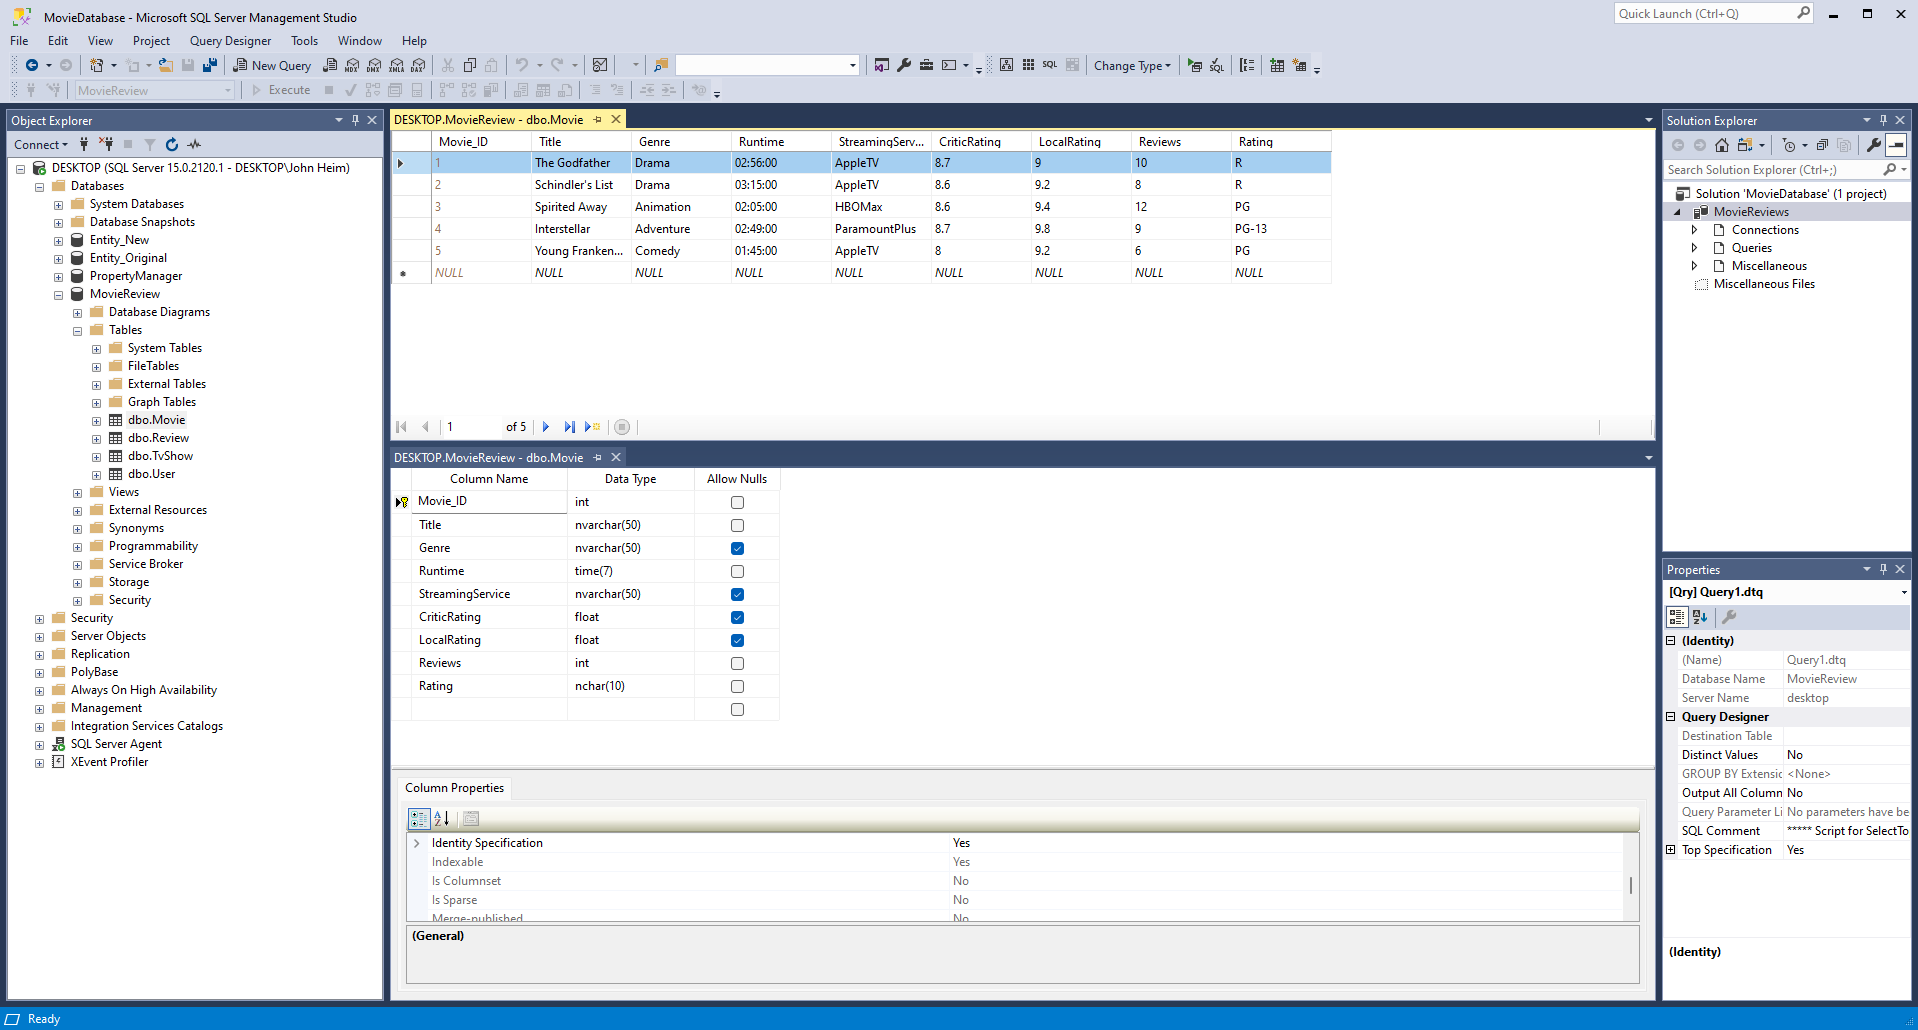 MovieDatabase - Microsoft SQL Server Management Studio
Quick Launch (Ctrl+Q)
File Edit View Project Query Designer Tools Window Help
New Query MDX DMX XMLA DAX SQL Change Type SQL
MovieReview Execute
Object Explorer
Connect
DESKTOP (SQL Server 15.0.2120.1 - DESKTOP\John Heim)
Databases
System Databases
Database Snapshots
Entity_New
Entity_Original
PropertyManager
MovieReview
Database Diagrams
Tables
System Tables
FileTables
External Tables
Graph Tables
dbo.Movie
dbo.Review
dbo.TvShow
dbo.User
Views
External Resources
Synonyms
Programmability
Service Broker
Storage
Security
Security
Server Objects
Replication
PolyBase
Always On High Availability
Management
Integration Services Catalogs
SQL Server Agent
XEvent Profiler
DESKTOP.MovieReview - dbo.Movie
Movie_ID Title Genre Runtime StreamingServ... CriticRating LocalRating Reviews Rating
1 The Godfather Drama 02:56:00 AppleTV 8.7 9 10 R
2 Schindler's List Drama 03:15:00 AppleTV 8.6 9.2 8 R
3 Spirited Away Animation 02:05:00 HBOMax 8.6 9.4 12 PG
4 Interstellar Adventure 02:49:00 ParamountPlus 8.7 9.8 9 PG-13
5 Young Franken... Comedy 01:45:00 AppleTV 8 9.2 6 PG
NULL NULL NULL NULL NULL NULL NULL NULL NULL
1 of 5
DESKTOP.MovieReview - dbo.Movie
Column Name Data Type Allow Nulls
Movie_ID int
Title nvarchar(50)
Genre nvarchar(50)
Runtime time(7)
StreamingService nvarchar(50)
CriticRating float
LocalRating float
Reviews int
Rating nchar(10)
Column Properties
Identity Specification Yes
Indexable Yes
Is Columnset No
Is Sparse No
Merge-published No
(General)
Solution Explorer
Search Solution Explorer (Ctrl+;)
Solution 'MovieDatabase' (1 project)
MovieReviews
Connections
Queries
Miscellaneous
Miscellaneous Files
Properties
[Qry] Query1.dtq
(Identity)
(Name) Query1.dtq
Database Name MovieReview
Server Name desktop
Query Designer
Destination Table
Distinct Values No
GROUP BY Extensic <None>
Output All Column No
Query Parameter Li No parameters have be
SQL Comment ***** Script for SelectTo
Top Specification Yes
(Identity)
Ready